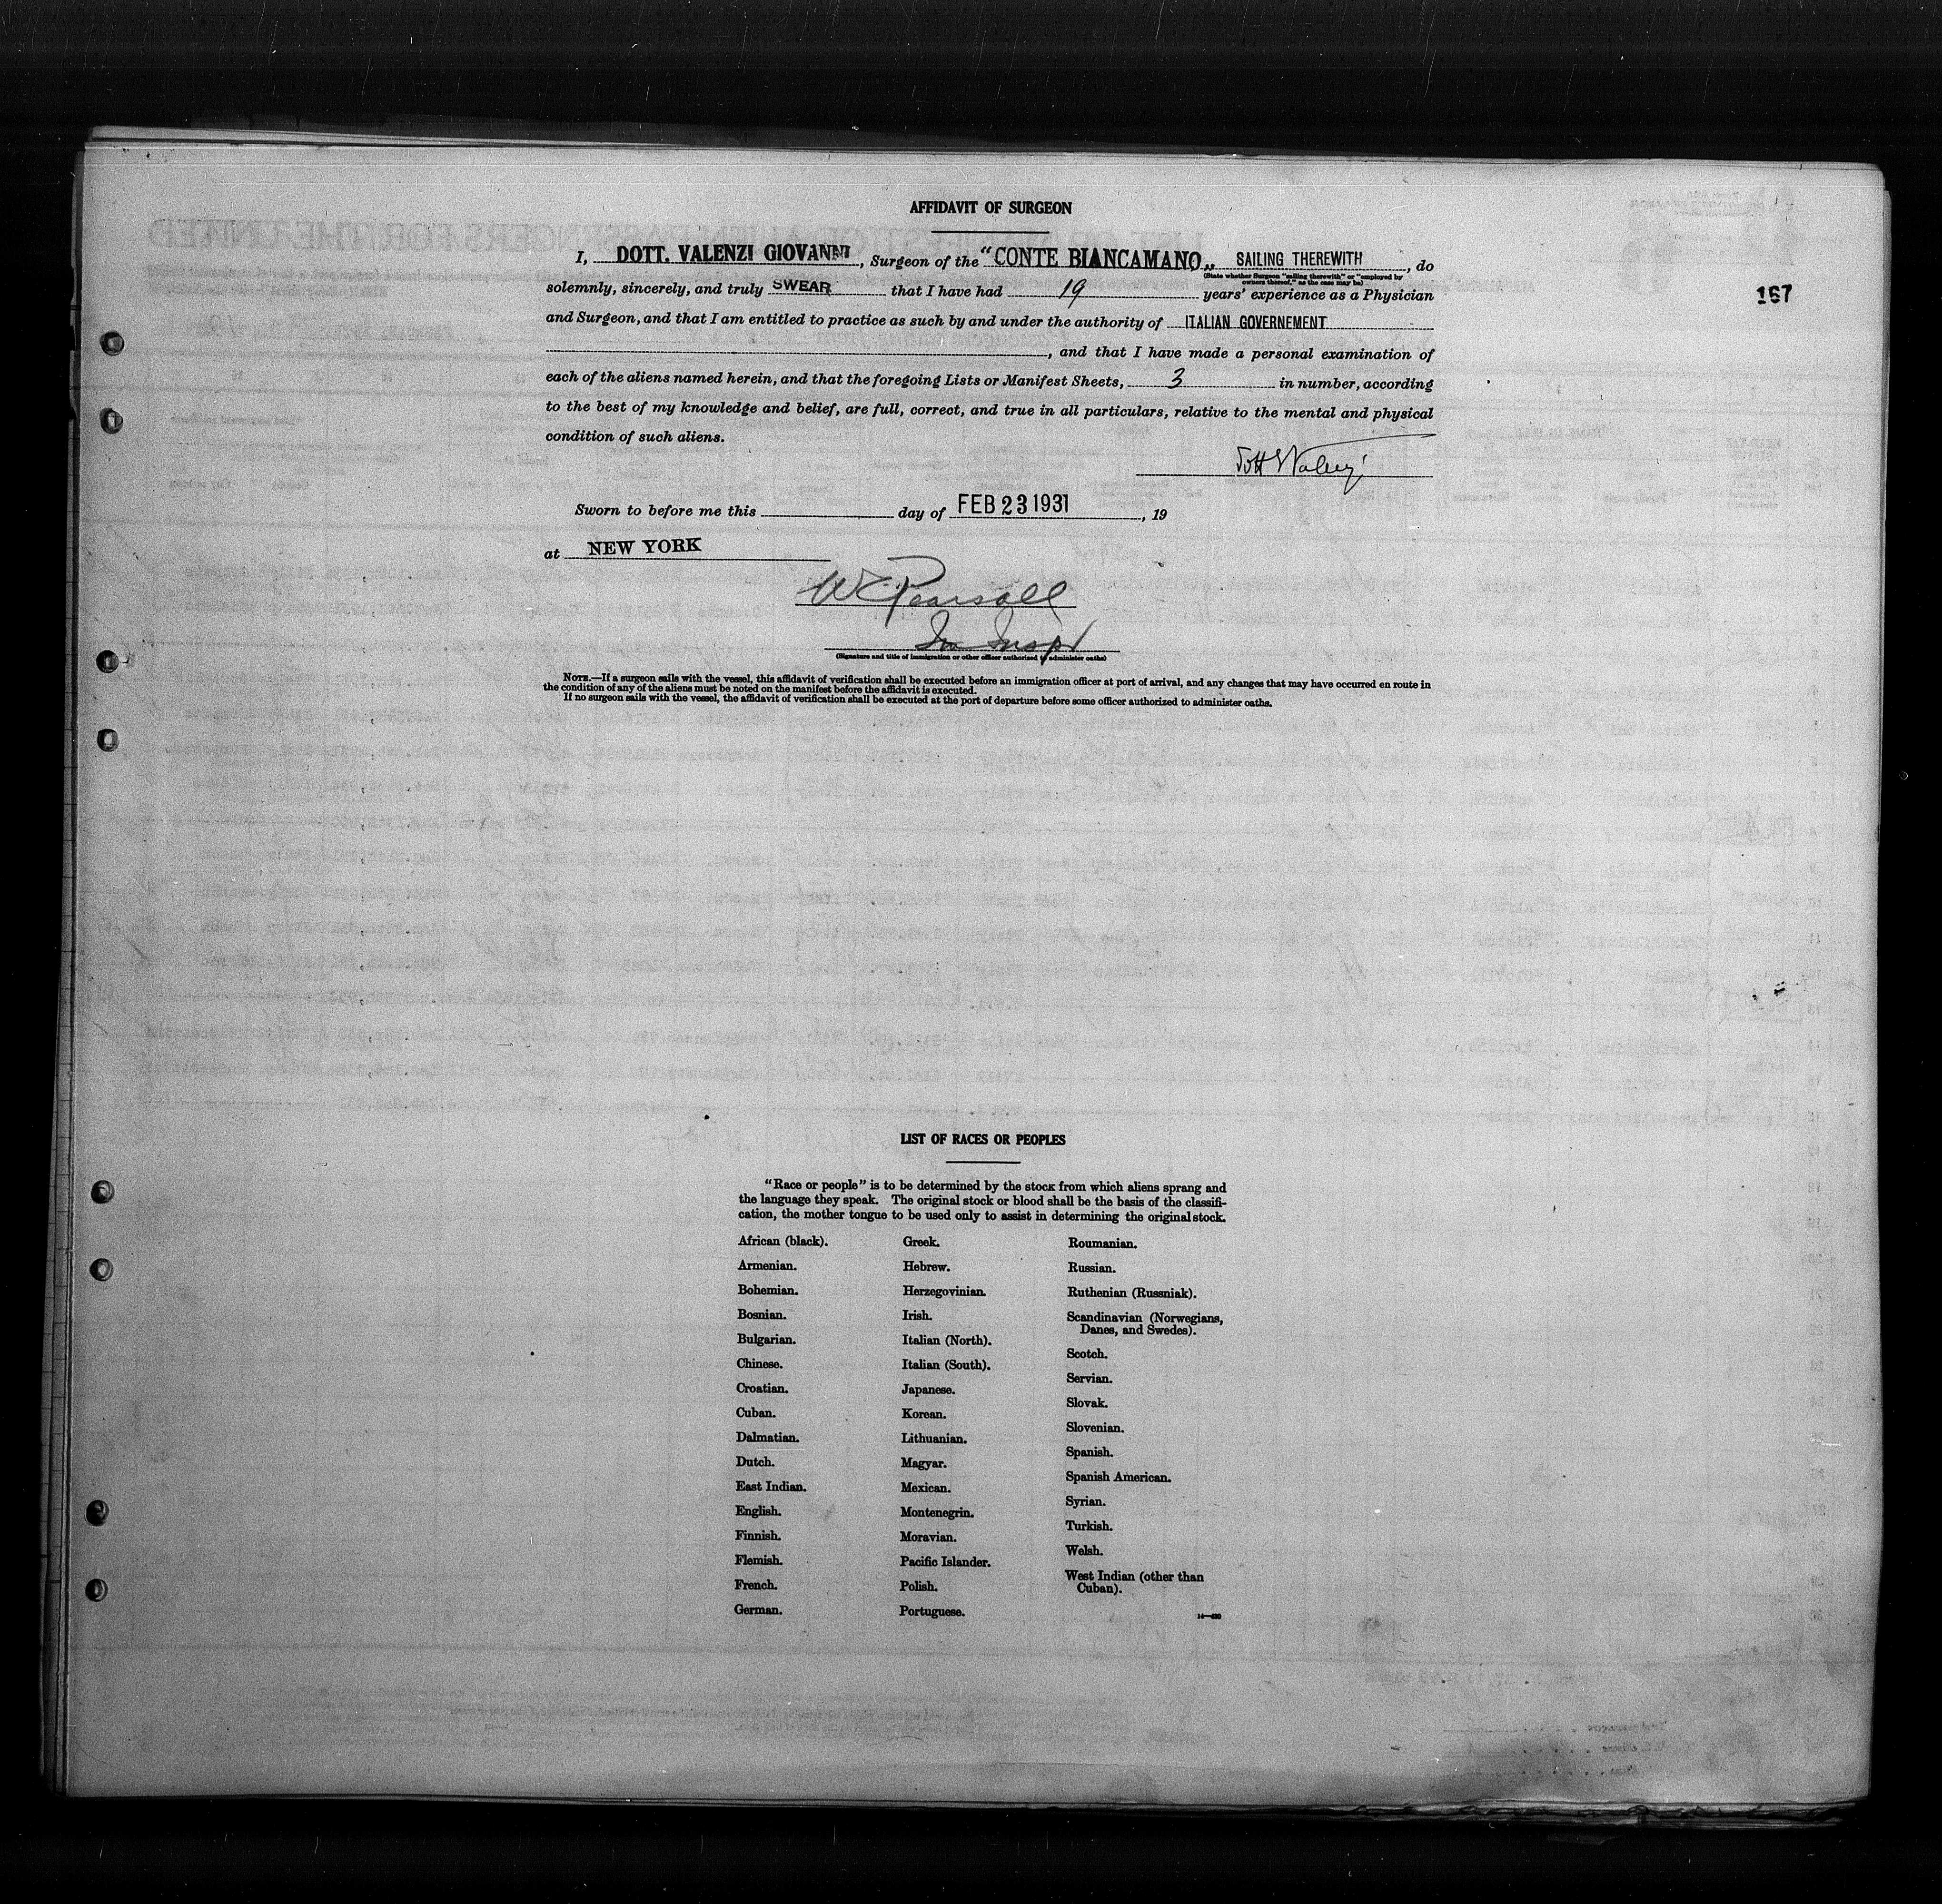 AFFIDAVIT OF SURGEON
I, DOTT. VALENZI GIOVANNI, Surgeon of the "CONTE BIANCAMANO„ SAILING THEREWITH, do
(State whether Surgeon "sailing therewith" or "employed by
owners thereof," as the case may be)
solemnly, sincerely, and truly SWEAR that I have had 19 years' experience as a Physician
and Surgeon, and that I am entitled to practice as such by and under the authority of ITALIAN GOVERNEMENT
, and that I have made a personal examination of
each of the aliens named herein, and that the foregoing Lists or Manifest Sheets, 3 in number, according
to the best of my knowledge and belief, are full, correct, and true in all particulars, relative to the mental and physical
condition of such aliens.
167
Dott Valenzi
Sworn to before me this day of FEB 23 1931, 19
at NEW YORK
W Pearsall
Im Inspr
(Signature and title of immigration or other officer authorized to administer oaths)
NOTE.—If a surgeon sails with the vessel, this affidavit of verification shall be executed before an immigration officer at port of arrival, and any changes that may have occurred en route in
the condition of any of the aliens must be noted on the manifest before the affidavit is executed.
If no surgeon sails with the vessel, the affidavit of verification shall be executed at the port of departure before some officer authorized to administer oaths.
LIST OF RACES OR PEOPLES
"Race or people" is to be determined by the stock from which aliens sprang and
the language they speak. The original stock or blood shall be the basis of the classifi-
cation, the mother tongue to be used only to assist in determining the original stock.
African (black).
Armenian.
Bohemian.
Bosnian.
Bulgarian.
Chinese.
Croatian.
Cuban.
Dalmatian.
Dutch.
East Indian.
English.
Finnish.
Flemish.
French.
German.
Greek.
Hebrew.
Herzegovinian.
Irish.
Italian (North).
Italian (South).
Japanese.
Korean.
Lithuanian.
Magyar.
Mexican.
Montenegrin.
Moravian.
Pacific Islander.
Polish.
Portuguese.
Roumanian.
Russian.
Ruthenian (Russniak).
Scandinavian (Norwegians,
Danes, and Swedes).
Scotch.
Servian.
Slovak.
Slovenian.
Spanish.
Spanish American.
Syrian.
Turkish.
Welsh.
West Indian (other than
Cuban).